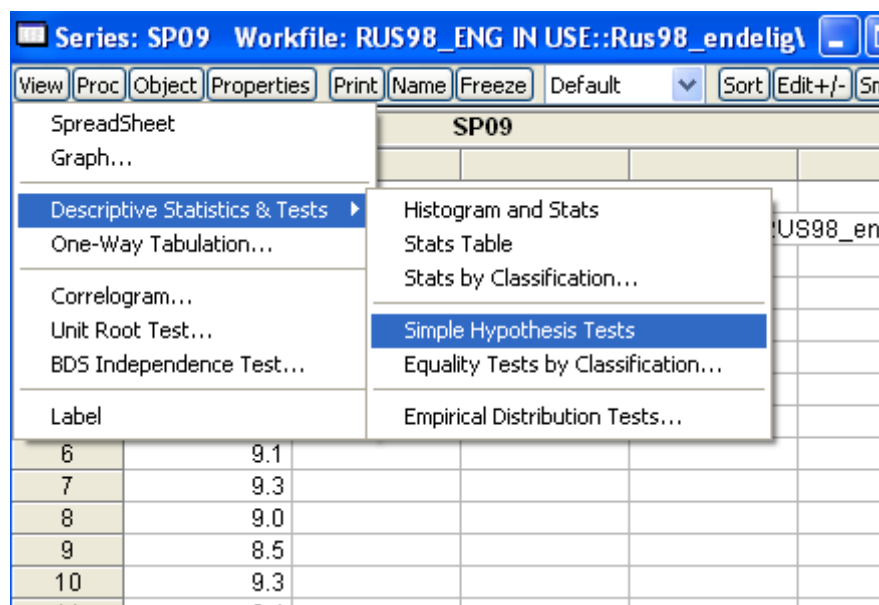 Series: SP09 Workfile: RUS98_ENG IN USE::Rus98_endelig\
View Proc Object Properties Print Name Freeze Default Sort Edit+/-
SP09
SpreadSheet
Graph...
Descriptive Statistics & Tests
One-Way Tabulation...
Correlogram...
Unit Root Test...
BDS Independence Test...
Label
Histogram and Stats
Stats Table
Stats by Classification...
Simple Hypothesis Tests
Equality Tests by Classification...
Empirical Distribution Tests...
RUS98_en
6 9.1
7 9.3
8 9.0
9 8.5
10 9.3